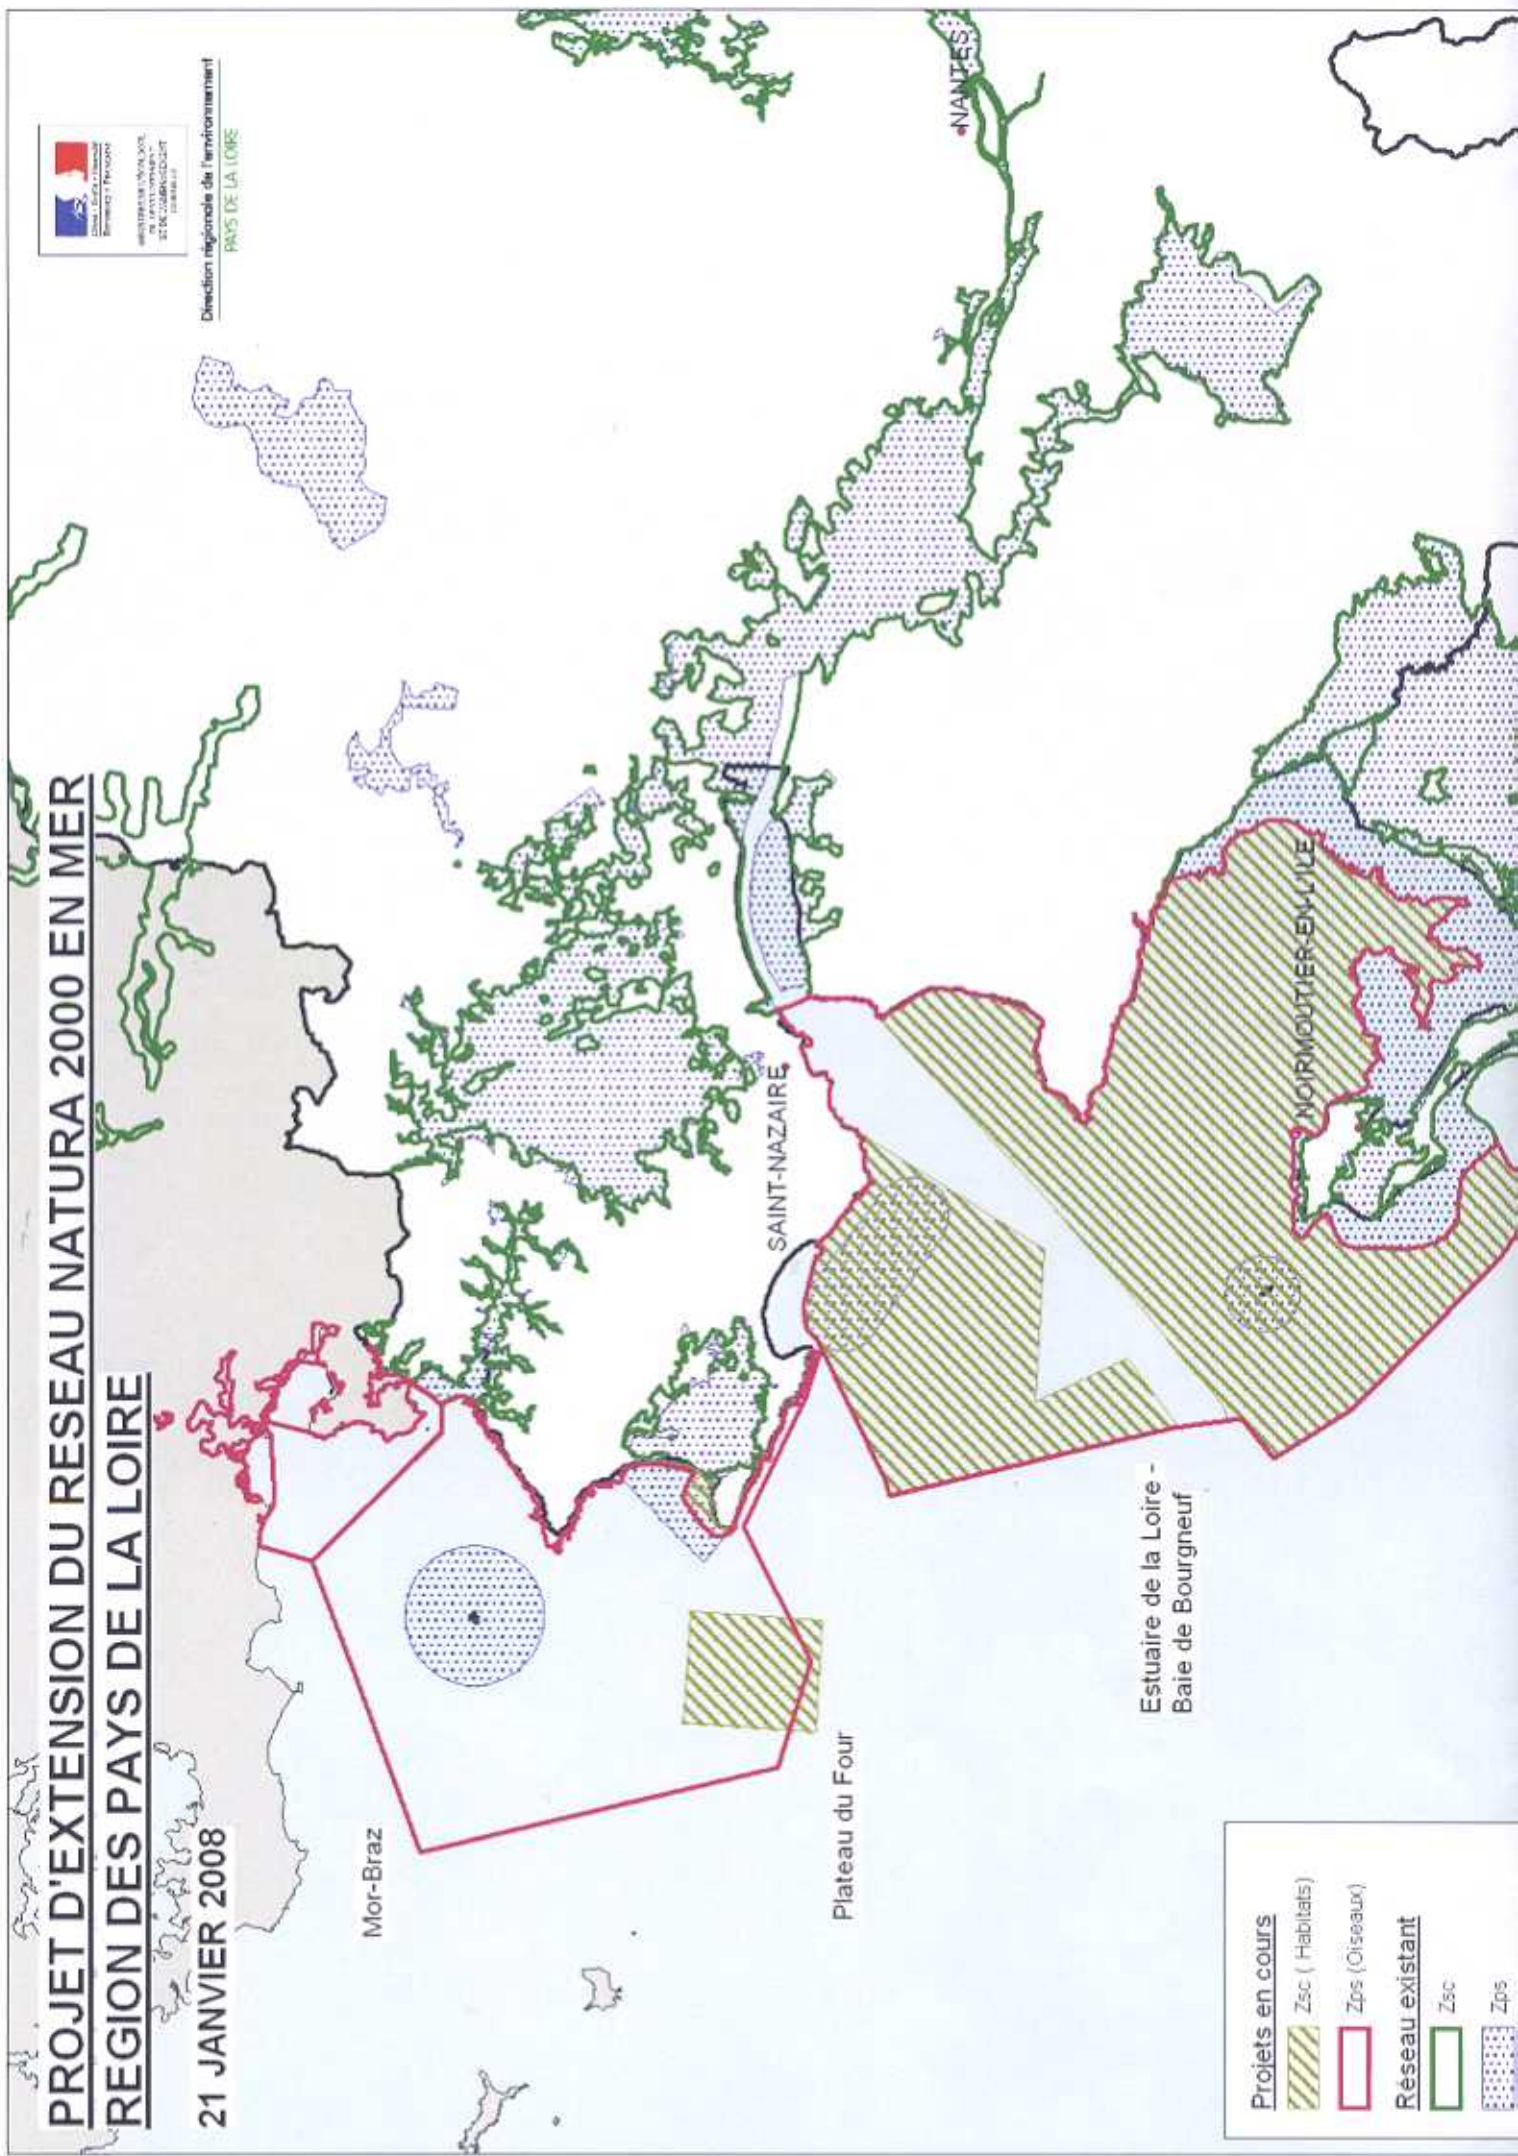 PROJET D'EXTENSION DU RESEAU NATURA 2000 EN MER
REGION DES PAYS DE LA LOIRE
21 JANVIER 2008
Direction régionale de l'environnement
PAYS DE LA LOIRE
Mor-Braz
Plateau du Four
Estuaire de la Loire -
Baie de Bourgneuf
SAINT-NAZAIRE
NANTES
NOIRMOUTIER-EN-L'ILE
Projets en cours
Zsc ( Habitats)
Zps (Oiseaux)
Réseau existant
Zsc
Zps